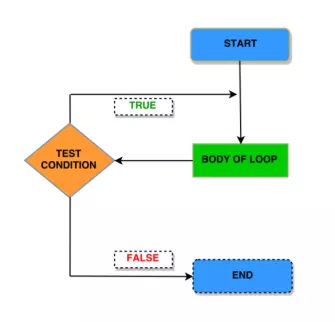 START
TRUE
TEST
CONDITION
BODY OF LOOP
FALSE
END